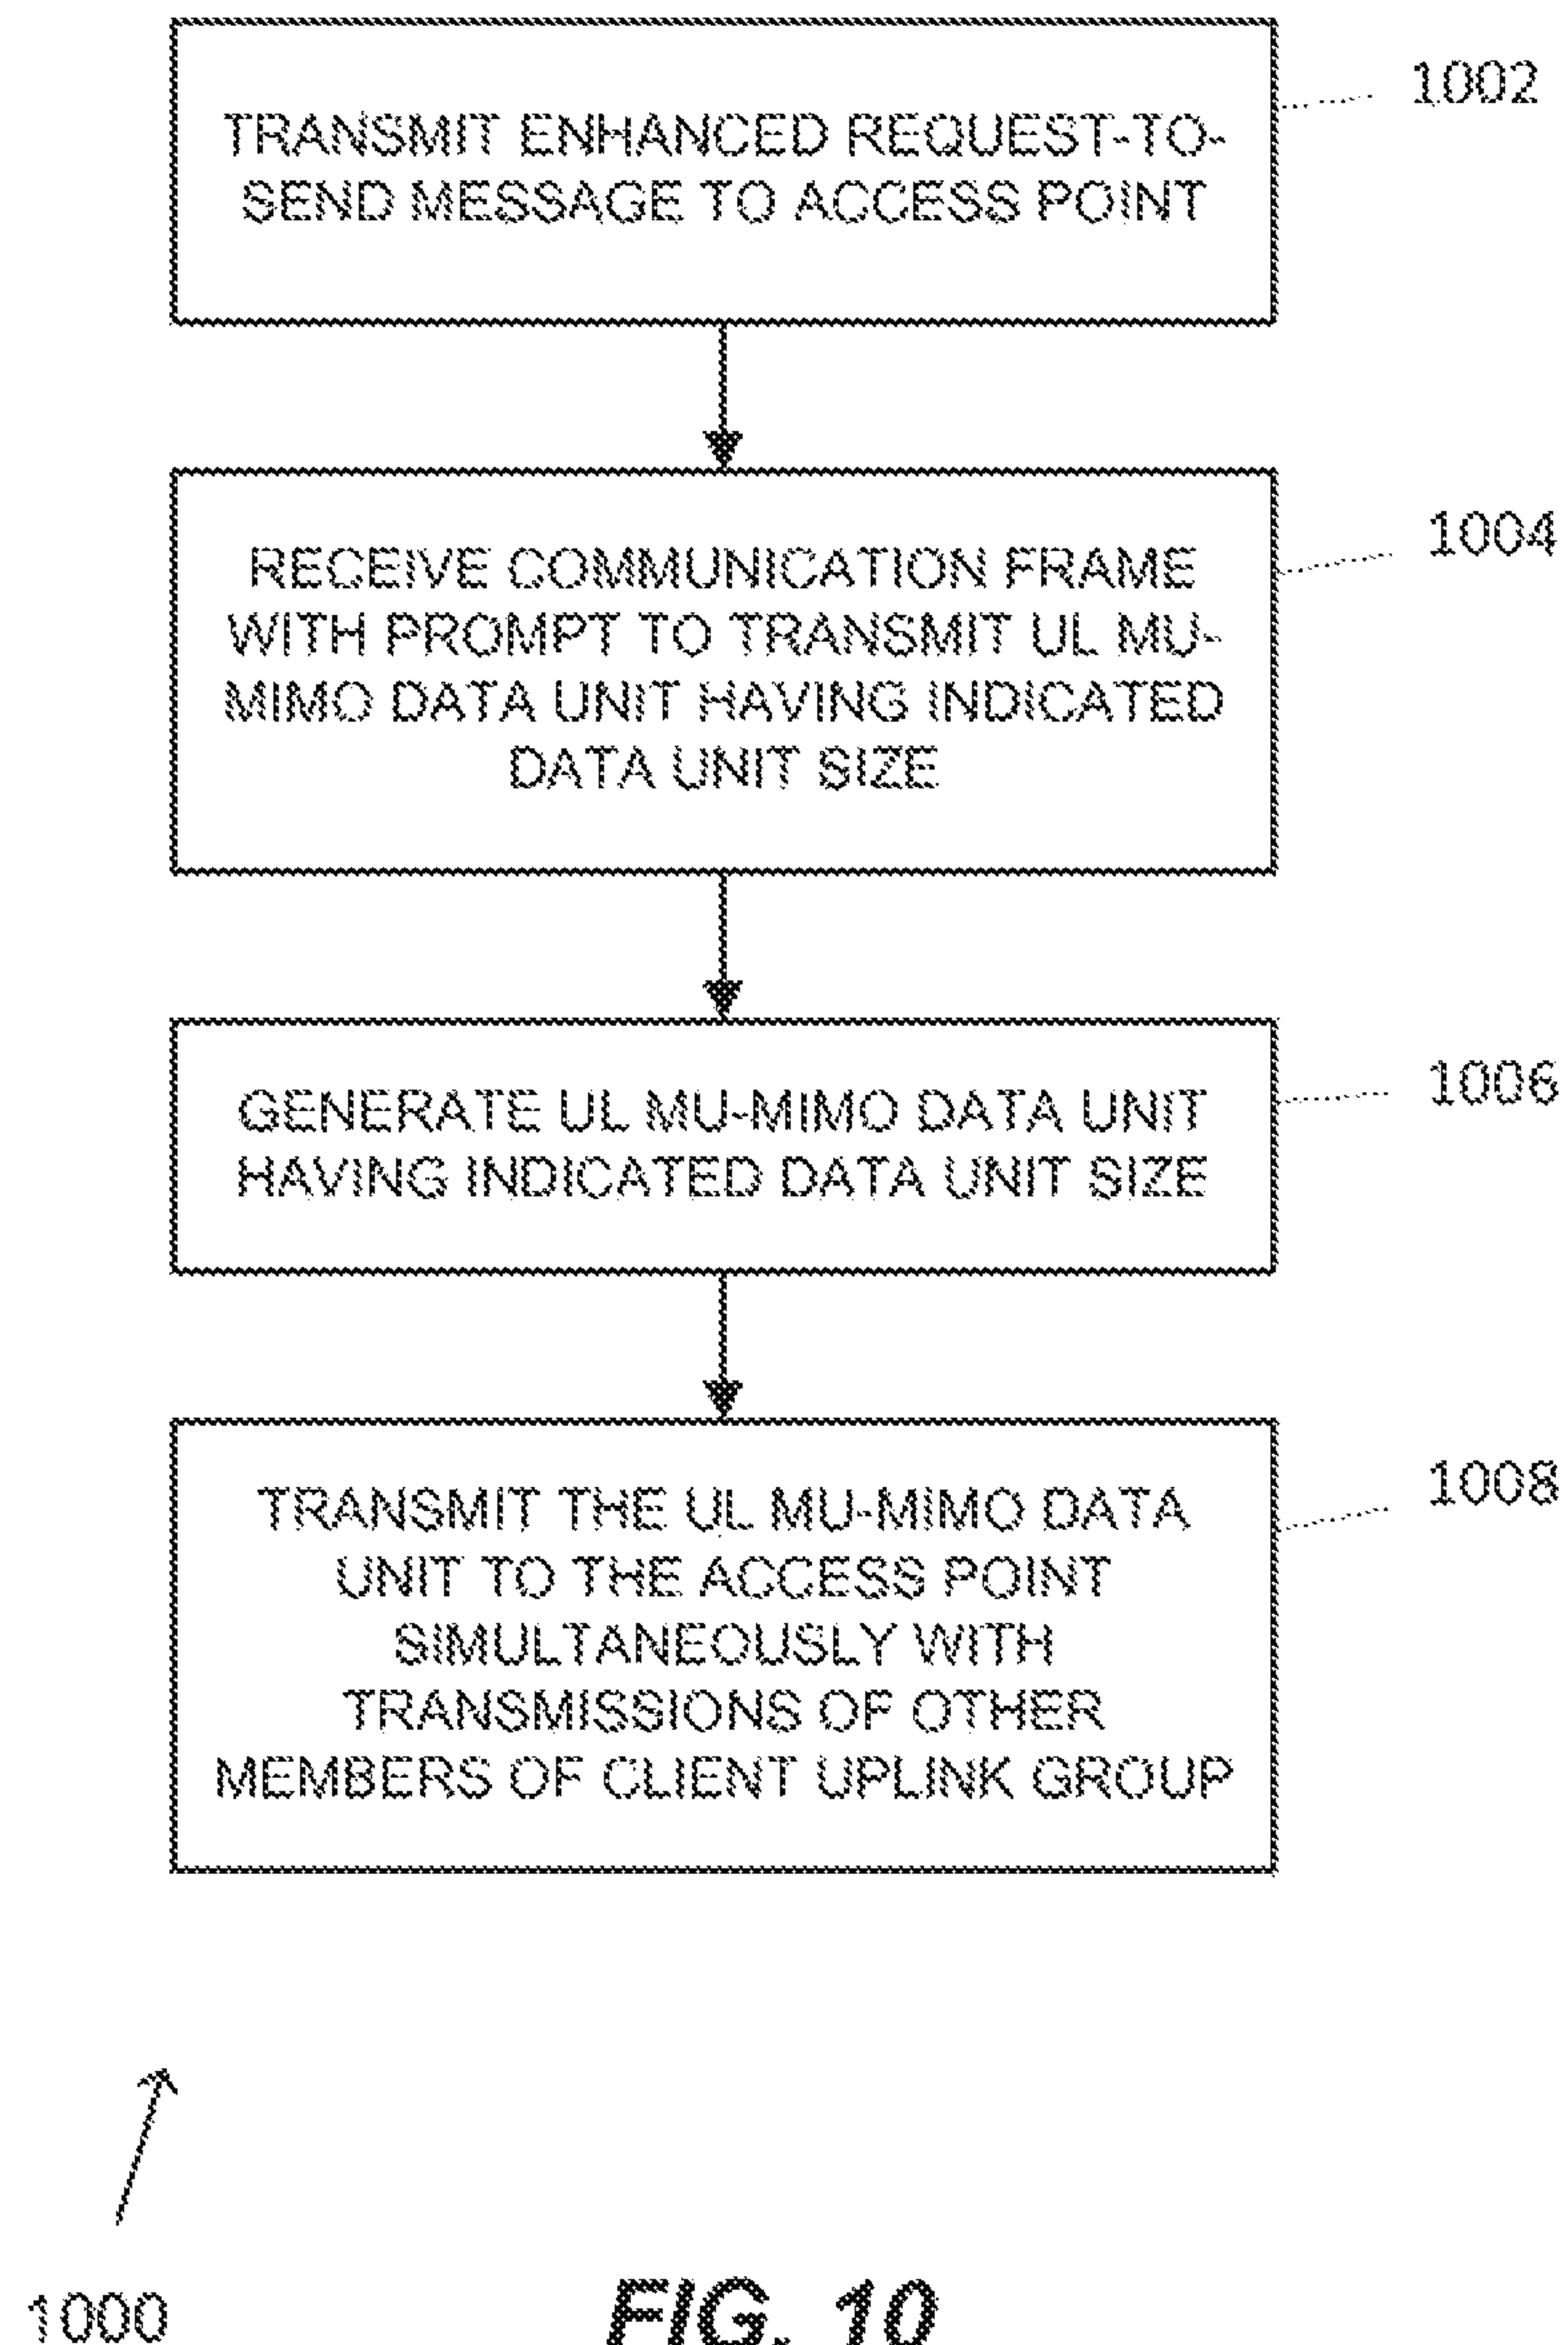 1002
TRANSMIT ENHANCED REQUEST-TO-
SEND MESSAGE TO ACCESS POINT
1004
RECEIVE COMMUNICATION FRAME
WITH PROMPT TO TRANSMIT UL MU-
MIMO DATA UNIT HAVING INDICATED
DATA UNIT SIZE
1006
GENERATE UL MU-MIMO DATA UNIT
HAVING INDICATED DATA UNIT SIZE
1008
TRANSMIT THE UL MU-MIMO DATA
UNIT TO THE ACCESS POINT
SIMULTANEOUSLY WITH
TRANSMISSIONS OF OTHER
MEMBERS OF CLIENT UPLINK GROUP
1000
FIG. 10